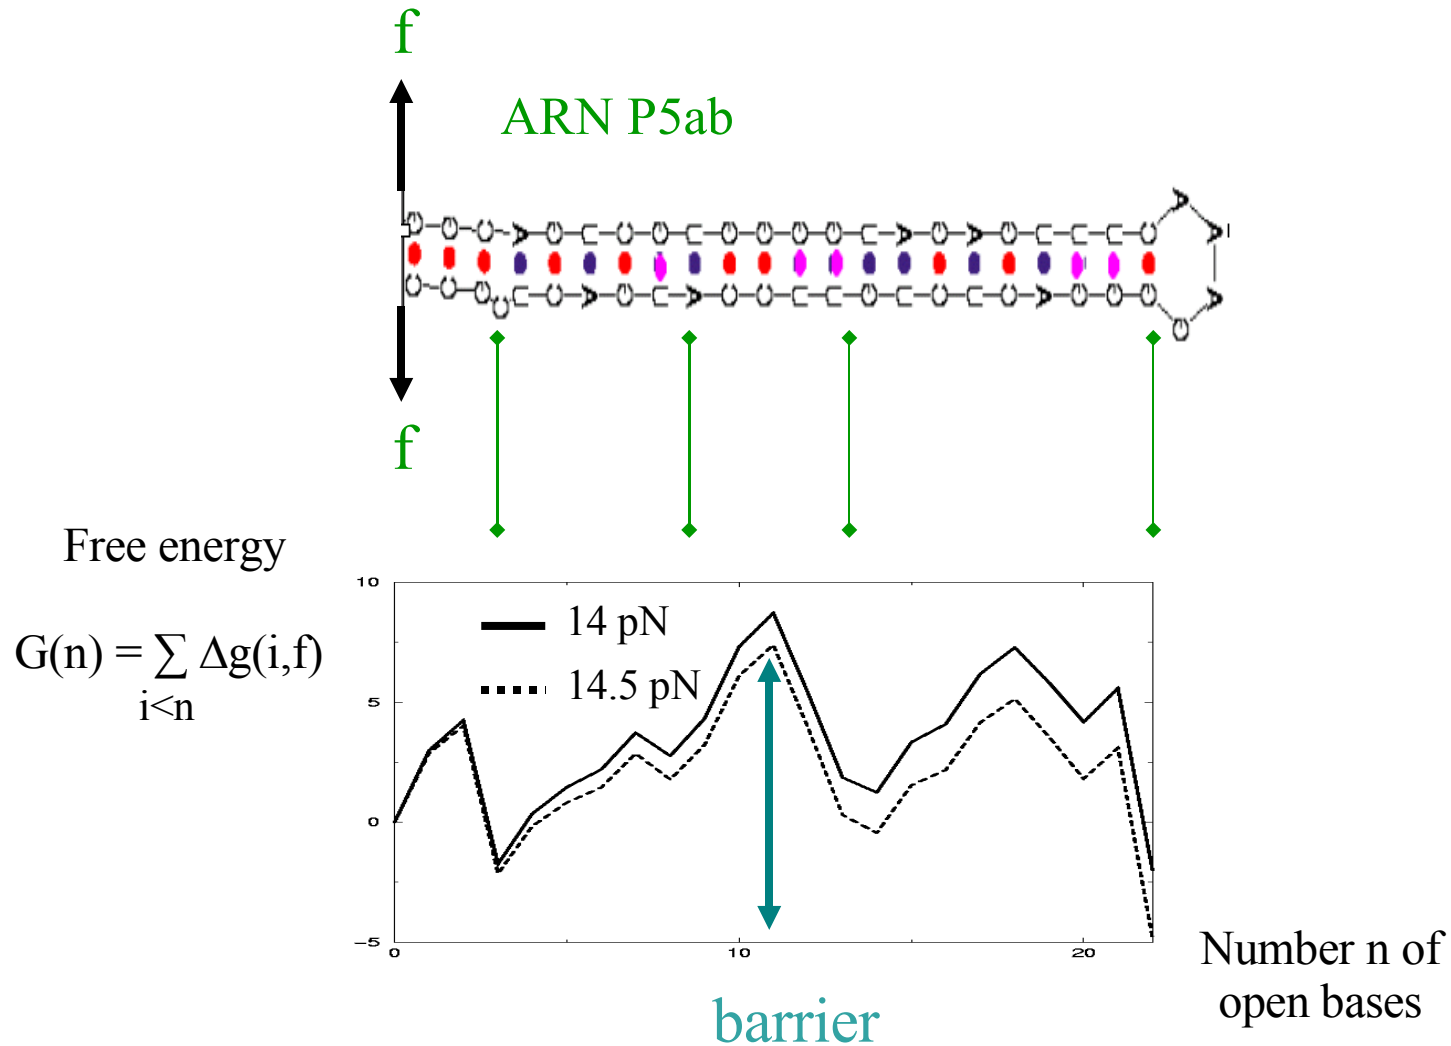 f
ARN P5ab
f
Free energy
G(n) = ∑ Δg(i,f)
i<n
10
5
0
−5
14 pN
14.5 pN
0 10 20
Number n of
open bases
barrier